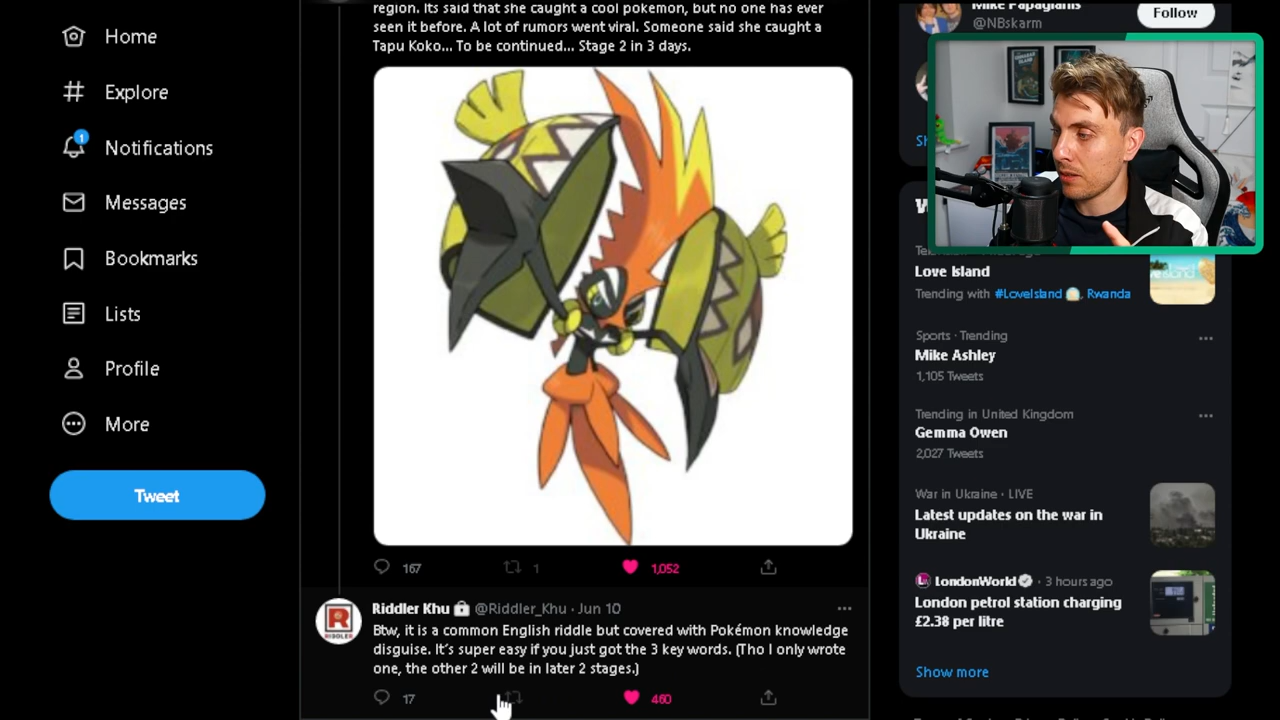 Home
Explore
1
Notifications
Messages
Bookmarks
Lists
Profile
More
Tweet
region. Its said that she caught a cool pokemon, but no one has ever
seen it before. A lot of rumors went viral. Someone said she caught a
Tapu Koko... To be continued... Stage 2 in 3 days.
167
1
1,052
Riddler Khu @Riddler_Khu · Jun 10
Btw, it is a common English riddle but covered with Pokémon knowledge
disguise. It's super easy if you just got the 3 key words. (Tho I only wrote
one, the other 2 will be in later 2 stages.)
17
460
Mike Papagianis
@NBskarm
Follow
Love Island
Trending with #LoveIsland, Rwanda
Sports · Trending
Mike Ashley
1,105 Tweets
Trending in United Kingdom
Gemma Owen
2,027 Tweets
War in Ukraine · LIVE
Latest updates on the war in
Ukraine
LondonWorld · 3 hours ago
London petrol station charging
£2.38 per litre
Show more